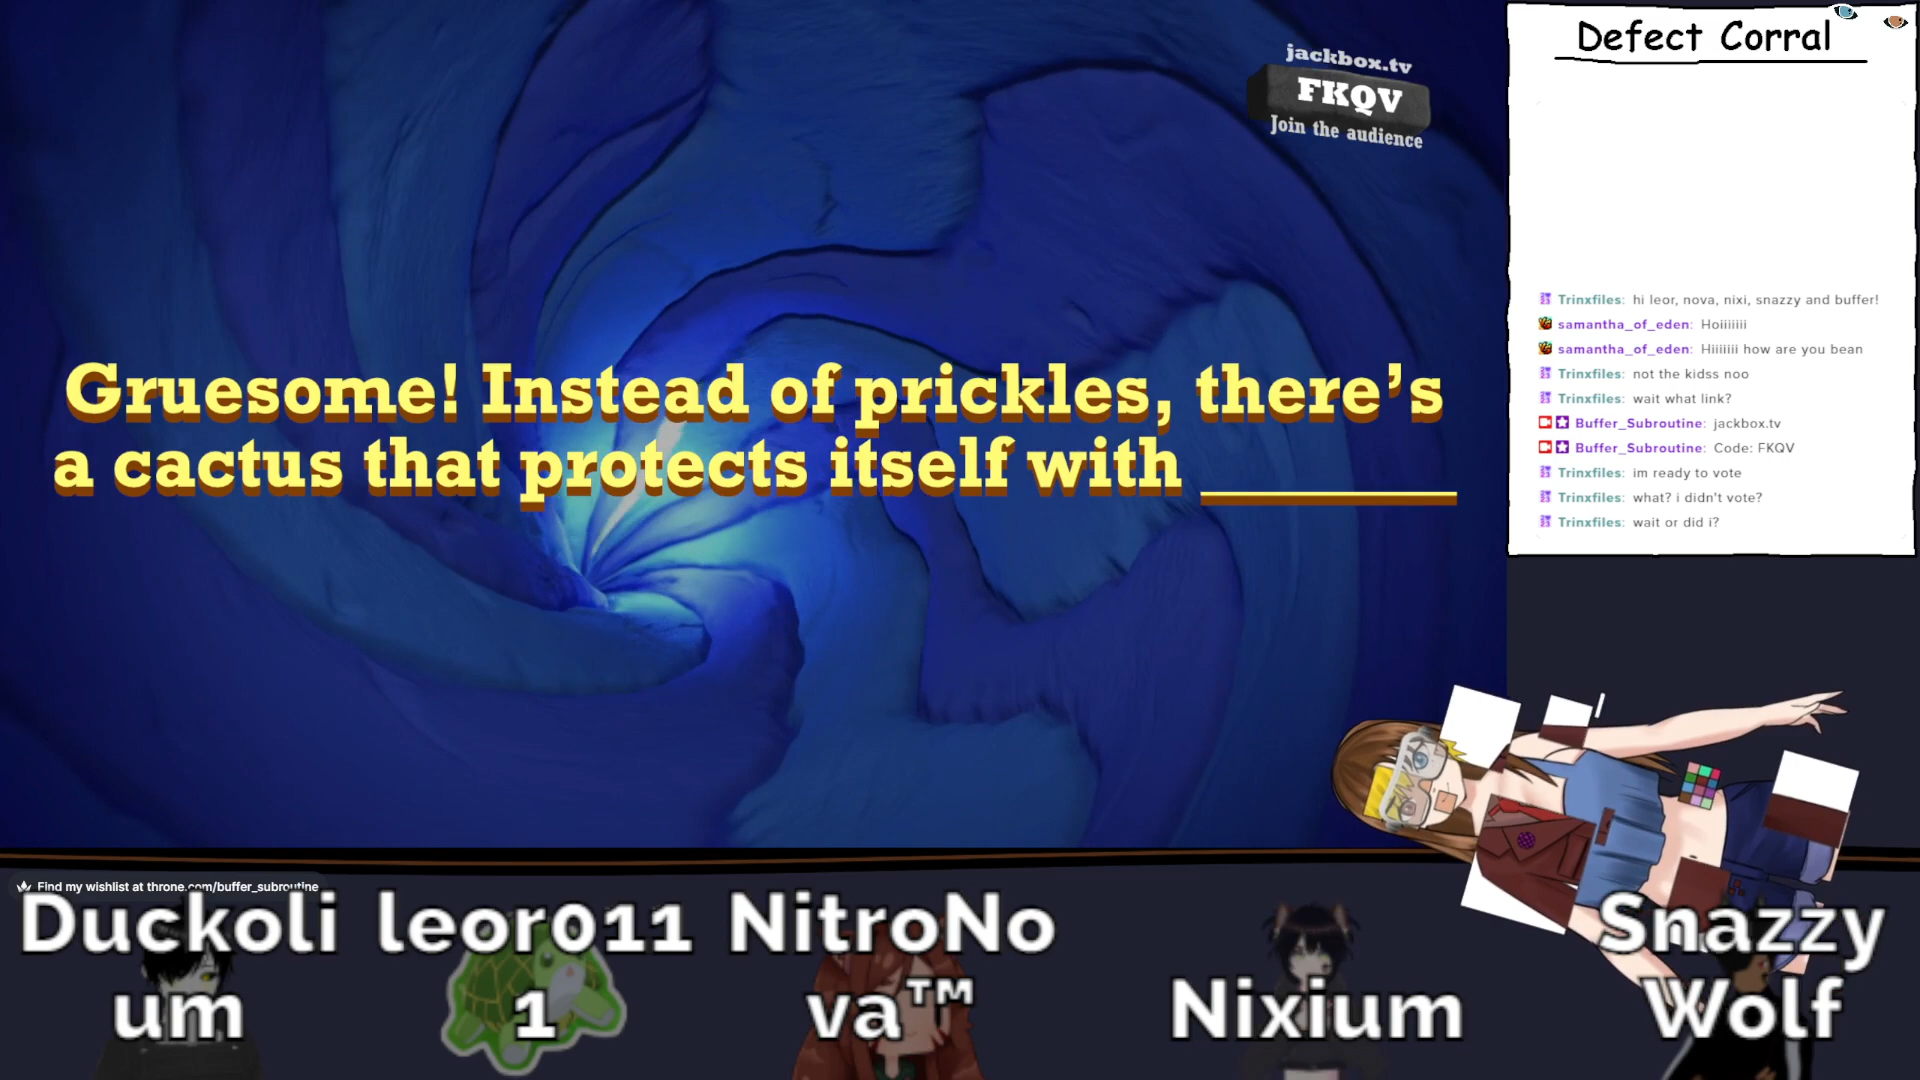 jackbox.tv
FKQV
Join the audience
Gruesome! Instead of prickles, there's
a cactus that protects itself with ________
Defect Corral
Trinxfiles: hi leor, nova, nixi, snazzy and buffer!
samantha_of_eden: Hoiiiiiii
samantha_of_eden: Hiiiiiii how are you bean
Trinxfiles: not the kidss noo
Trinxfiles: wait what link?
Buffer_Subroutine: jackbox.tv
Buffer_Subroutine: Code: FKQV
Trinxfiles: im ready to vote
Trinxfiles: what? i didn't vote?
Trinxfiles: wait or did i?
Find my wishlist at throne.com/buffer_subroutine
Duckoli
um
leor011
1
NitroNo
va™
Nixium
Snazzy
Wolf